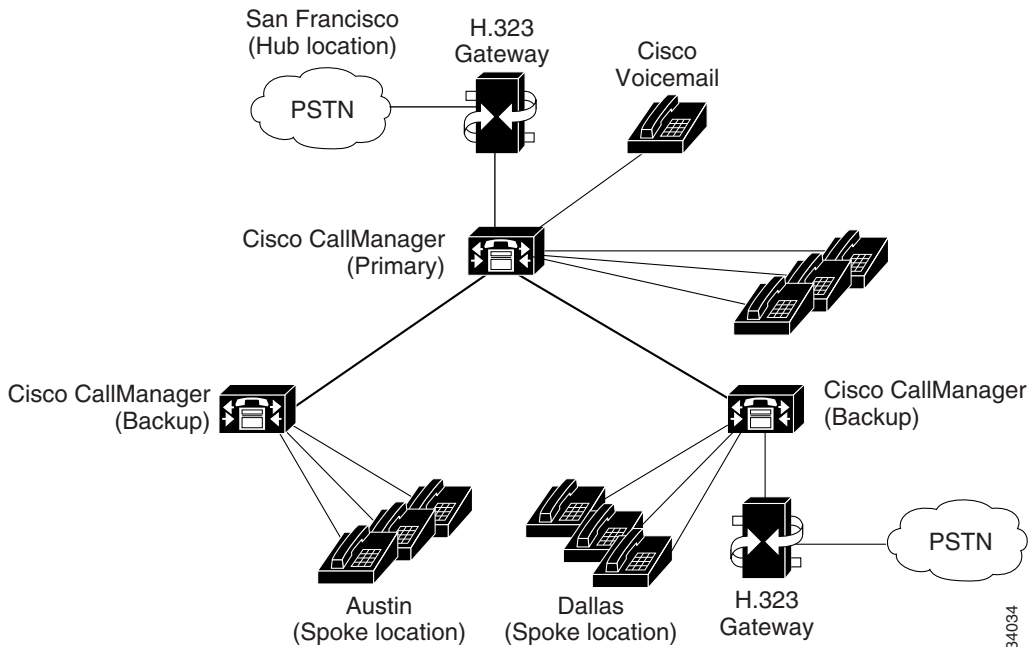 San Francisco
(Hub location)
H.323
Gateway
Cisco
Voicemail
PSTN
Cisco CallManager
(Primary)
Cisco CallManager
(Backup)
Cisco CallManager
(Backup)
PSTN
Austin
(Spoke location)
Dallas
(Spoke location)
H.323
Gateway
34034